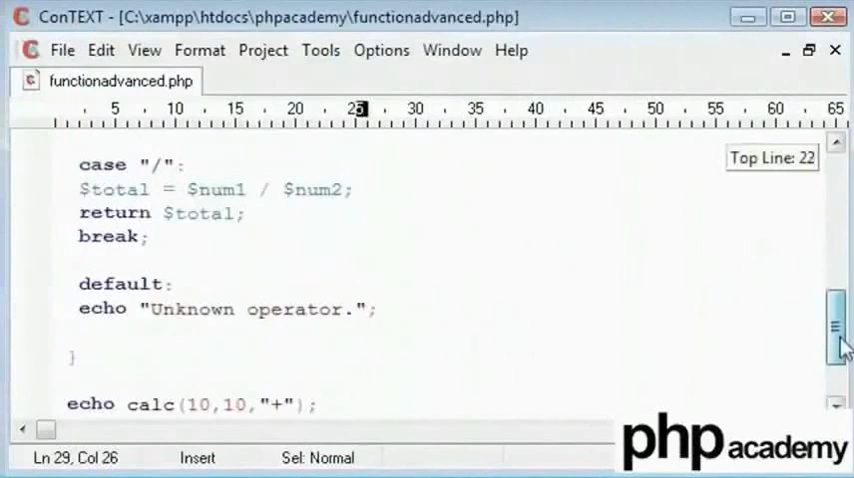 ConTEXT - [C:\xampp\htdocs\phpacademy\functionadvanced.php]
File Edit View Format Project Tools Options Window Help
functionadvanced.php
5 10 15 20 25 30 35 40 45 50 55 60 65
Top Line: 22
case "/":
$total = $num1 / $num2;
return $total;
break;
default:
echo "Unknown operator.";
}
echo calc(10,10,"+");
Ln 29, Col 26 Insert Sel: Normal
php academy